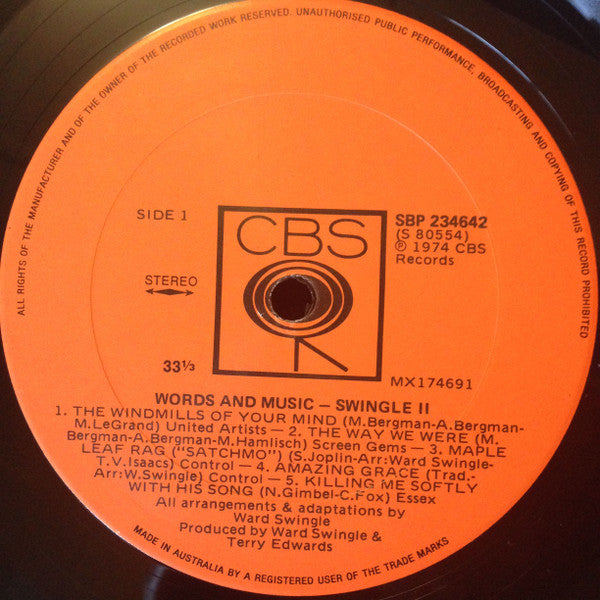 ALL RIGHTS OF THE MANUFACTURER AND OF THE OWNER OF THE RECORDED WORK RESERVED. UNAUTHORISED PUBLIC PERFORMANCE, BROADCASTING AND COPYING OF THIS RECORD PROHIBITED
SIDE 1
CBS
SBP 234642
(S 80554)
℗ 1974 CBS
Records
STEREO
33⅓
MX174691
WORDS AND MUSIC – SWINGLE II
1. THE WINDMILLS OF YOUR MIND (M.Bergman-A.Bergman-
M.LeGrand) United Artists – 2. THE WAY WE WERE (M.
Bergman-A.Bergman-M.Hamlisch) Screen Gems – 3. MAPLE
LEAF RAG ("SATCHMO") (S.Joplin-Arr:Ward Swingle-
T.V.Isaacs) Control – 4. AMAZING GRACE (Trad.-
Arr:W.Swingle) Control – 5. KILLING ME SOFTLY
WITH HIS SONG (N.Gimbel-C.Fox) Essex
All arrangements & adaptations by
Ward Swingle
Produced by Ward Swingle &
Terry Edwards
MADE IN AUSTRALIA BY A REGISTERED USER OF THE TRADE MARKS